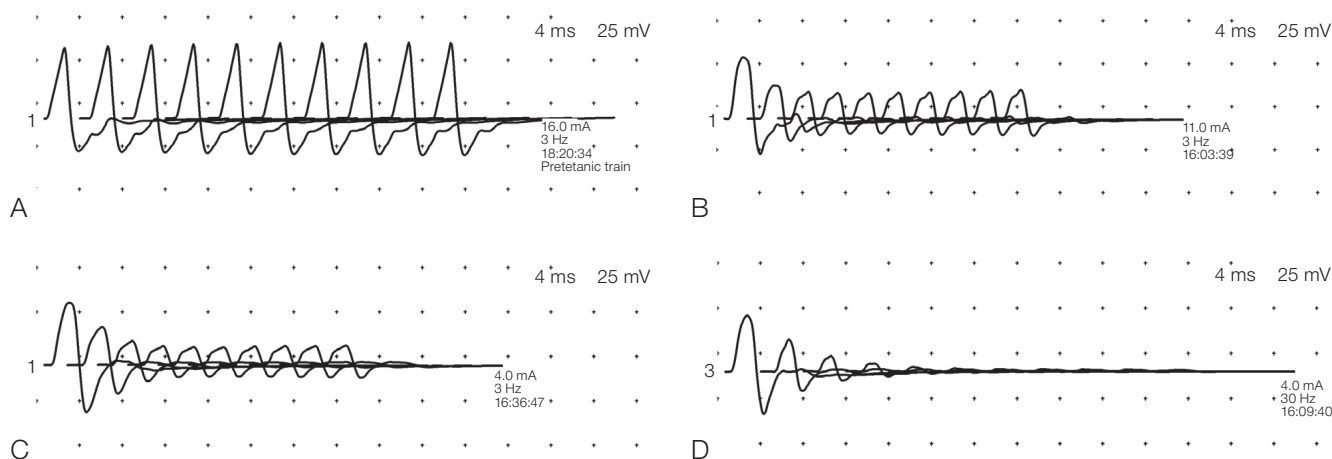 4 ms 25 mV
1
16.0 mA
3 Hz
18:20:34
Pretetanic train
A
4 ms 25 mV
1
11.0 mA
3 Hz
16:03:39
B
4 ms 25 mV
1
4.0 mA
3 Hz
16:36:47
C
4 ms 25 mV
3
4.0 mA
30 Hz
16:09:40
D